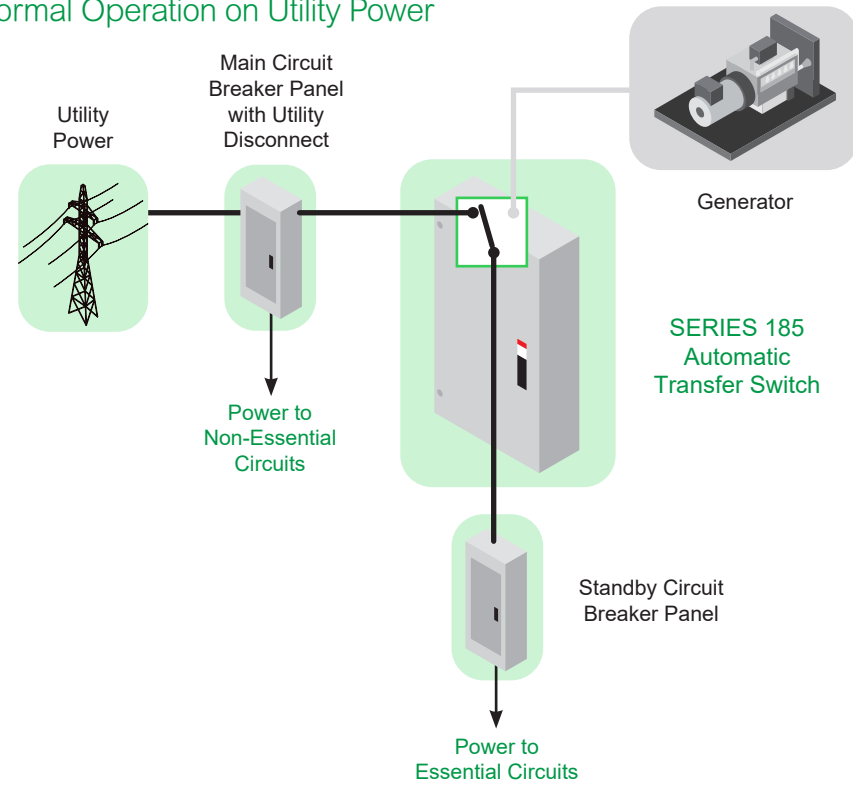 ormal Operation on Utility Power
Main Circuit
Breaker Panel
with Utility
Disconnect
Utility
Power
Generator
SERIES 185
Automatic
Transfer Switch
Power to
Non-Essential
Circuits
Standby Circuit
Breaker Panel
Power to
Essential Circuits